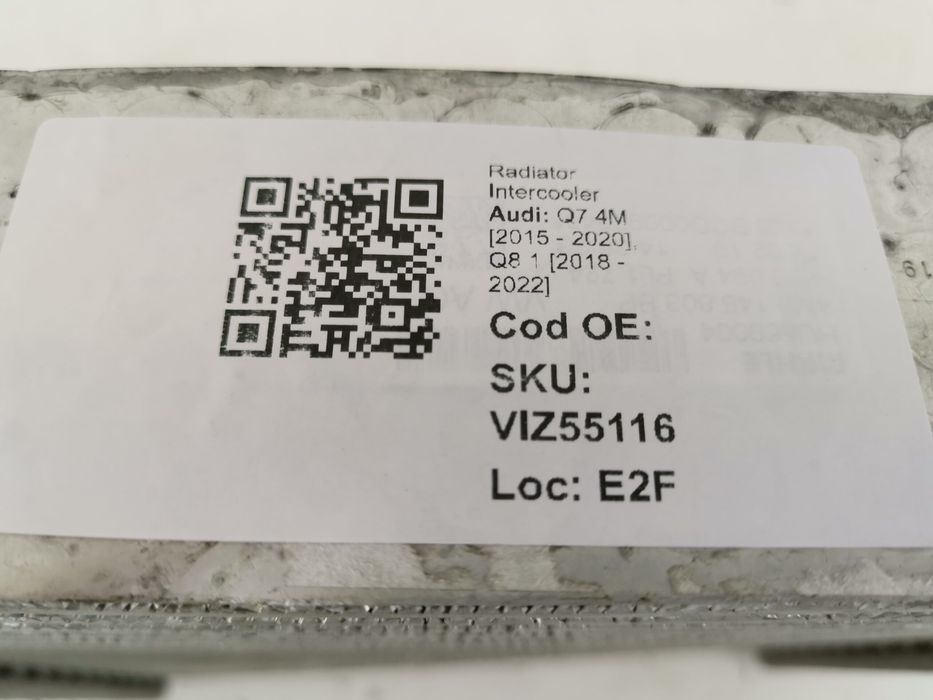 Radiator
Intercooler
Audi: Q7 4M
[2015 - 2020],
Q8 1 [2018 -
2022]
Cod OE:
SKU:
VIZ55116
Loc: E2F